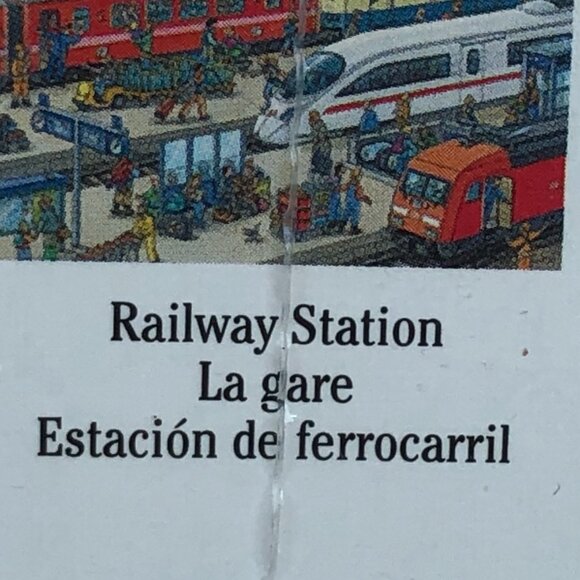 Railway Station
La gare
Estación de ferrocarril